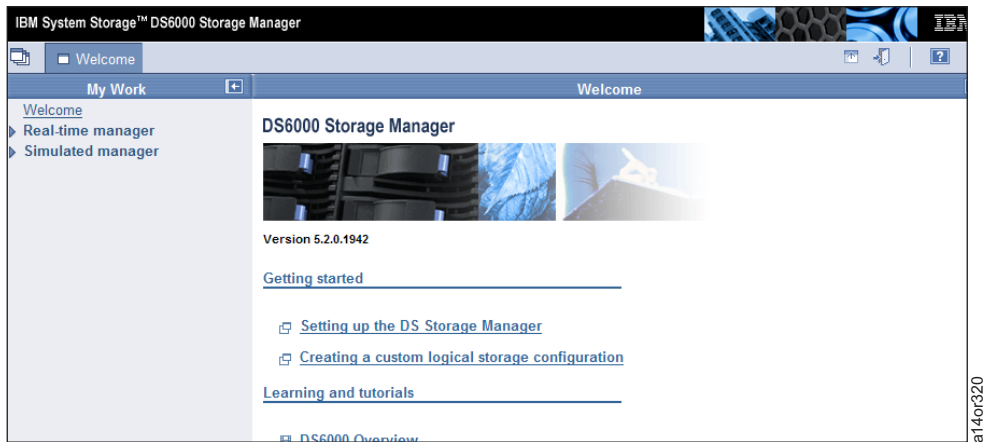 IBM System Storage™ DS6000 Storage Manager
IBM
Welcome
?
My Work
Welcome
Welcome
Real-time manager
Simulated manager
DS6000 Storage Manager
Version 5.2.0.1942
Getting started
Setting up the DS Storage Manager
Creating a custom logical storage configuration
Learning and tutorials
DS6000 Overview
a14or320